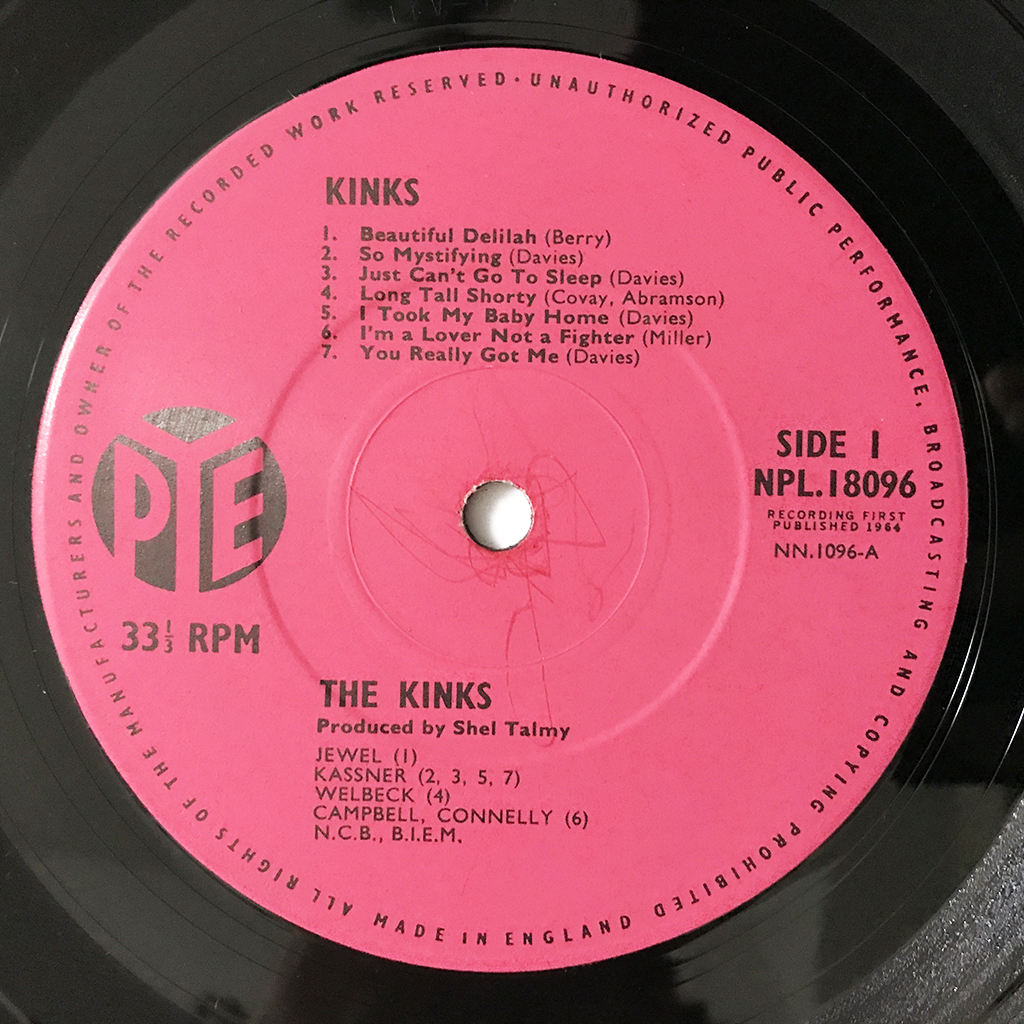 ALL RIGHTS OF THE MANUFACTURERS AND OWNER OF THE RECORDED WORK RESERVED · UNAUTHORIZED PUBLIC PERFORMANCE, BROADCASTING AND COPYING PROHIBITED
KINKS
1. Beautiful Delilah (Berry)
2. So Mystifying (Davies)
3. Just Can't Go To Sleep (Davies)
4. Long Tall Shorty (Covay, Abramson)
5. I Took My Baby Home (Davies)
6. I'm a Lover Not a Fighter (Miller)
7. You Really Got Me (Davies)
PYE
33⅓ RPM
SIDE 1
NPL.18096
RECORDING FIRST
PUBLISHED 1964
NN.1096-A
THE KINKS
Produced by Shel Talmy
JEWEL (1)
KASSNER (2, 3, 5, 7)
WELBECK (4)
CAMPBELL, CONNELLY (6)
N.C.B., B.I.E.M.
MADE IN ENGLAND